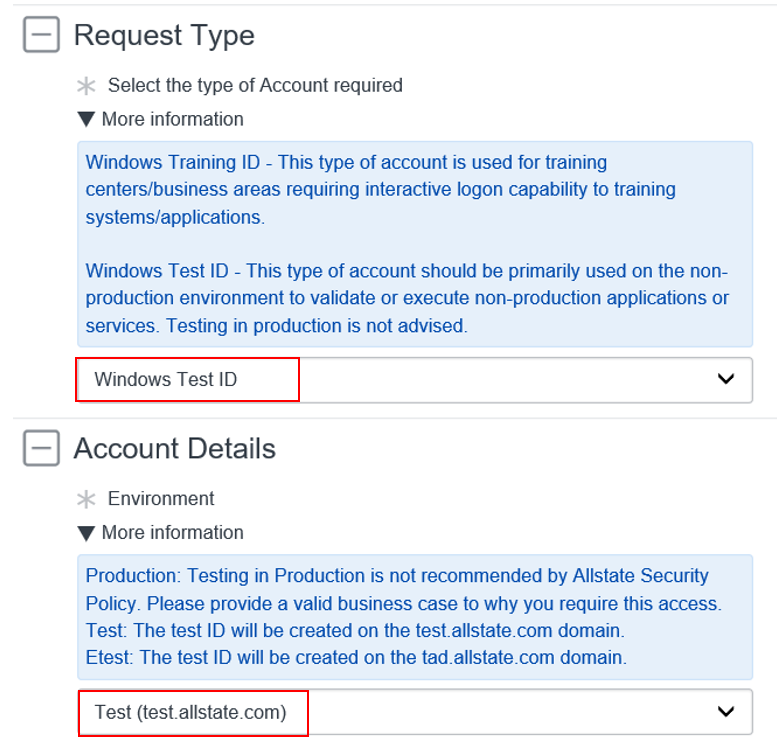 Request Type
Select the type of Account required
More information
Windows Training ID - This type of account is used for training
centers/business areas requiring interactive logon capability to training
systems/applications.
Windows Test ID - This type of account should be primarily used on the non-
production environment to validate or execute non-production applications or
services. Testing in production is not advised.
Windows Test ID
Account Details
Environment
More information
Production: Testing in Production is not recommended by Allstate Security
Policy. Please provide a valid business case to why you require this access.
Test: The test ID will be created on the test.allstate.com domain.
Etest: The test ID will be created on the tad.allstate.com domain.
Test (test.allstate.com)